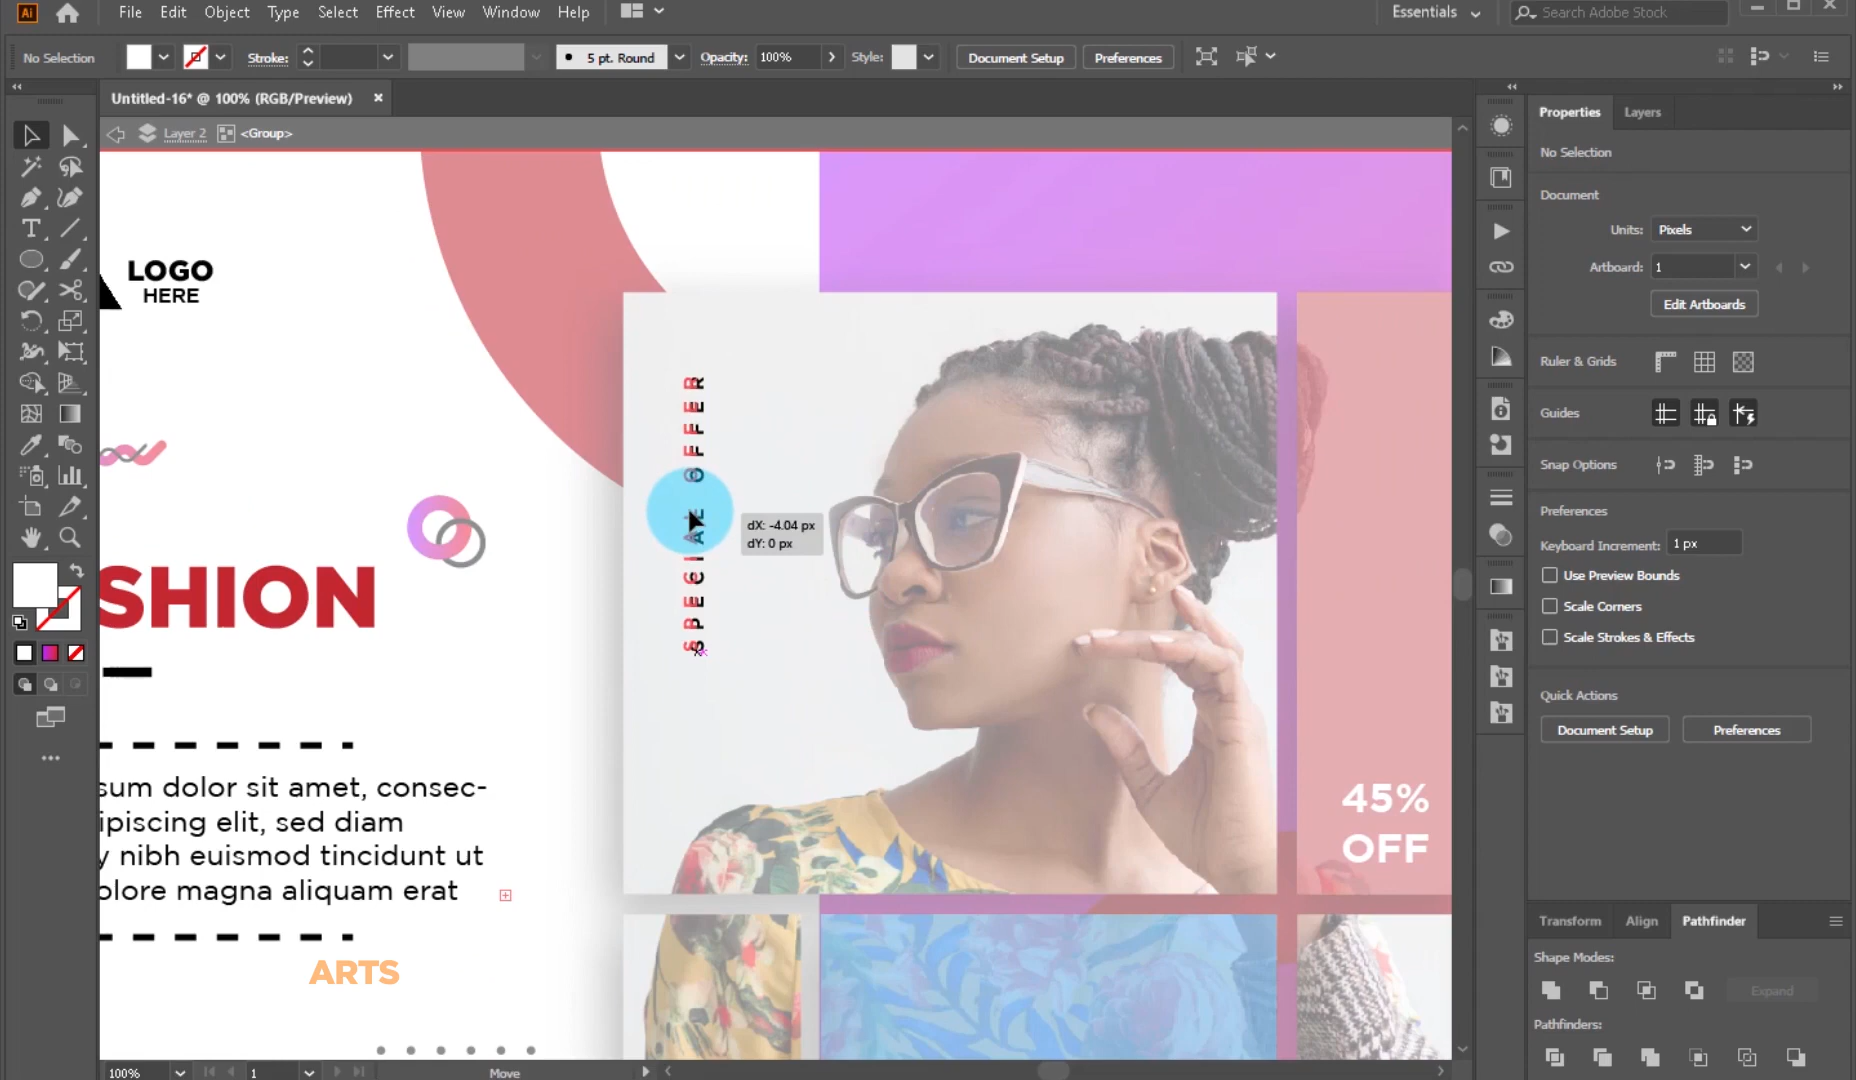 Ai
File Edit Object Type Select Effect View Window Help
Essentials
Search Adobe Stock
No Selection
Stroke:
5 pt. Round
Opacity: 100%
Style:
Document Setup
Preferences
Untitled-16* @ 100% (RGB/Preview)
Layer 2 <Group>
Properties Layers
No Selection
Document
Units: Pixels
Artboard: 1
Edit Artboards
Ruler & Grids
Guides
Snap Options
Preferences
Keyboard Increment: 1 px
Use Preview Bounds
Scale Corners
Scale Strokes & Effects
Quick Actions
Document Setup
Preferences
Transform Align Pathfinder
Shape Modes:
Expand
Pathfinders:
LOGO
HERE
SPECIAL OFFER
dX: -4.04 px
dY: 0 px
SHION
sum dolor sit amet, consec-
ipiscing elit, sed diam
y nibh euismod tincidunt ut
olore magna aliquam erat
ARTS
45%
OFF
100%
1
Move